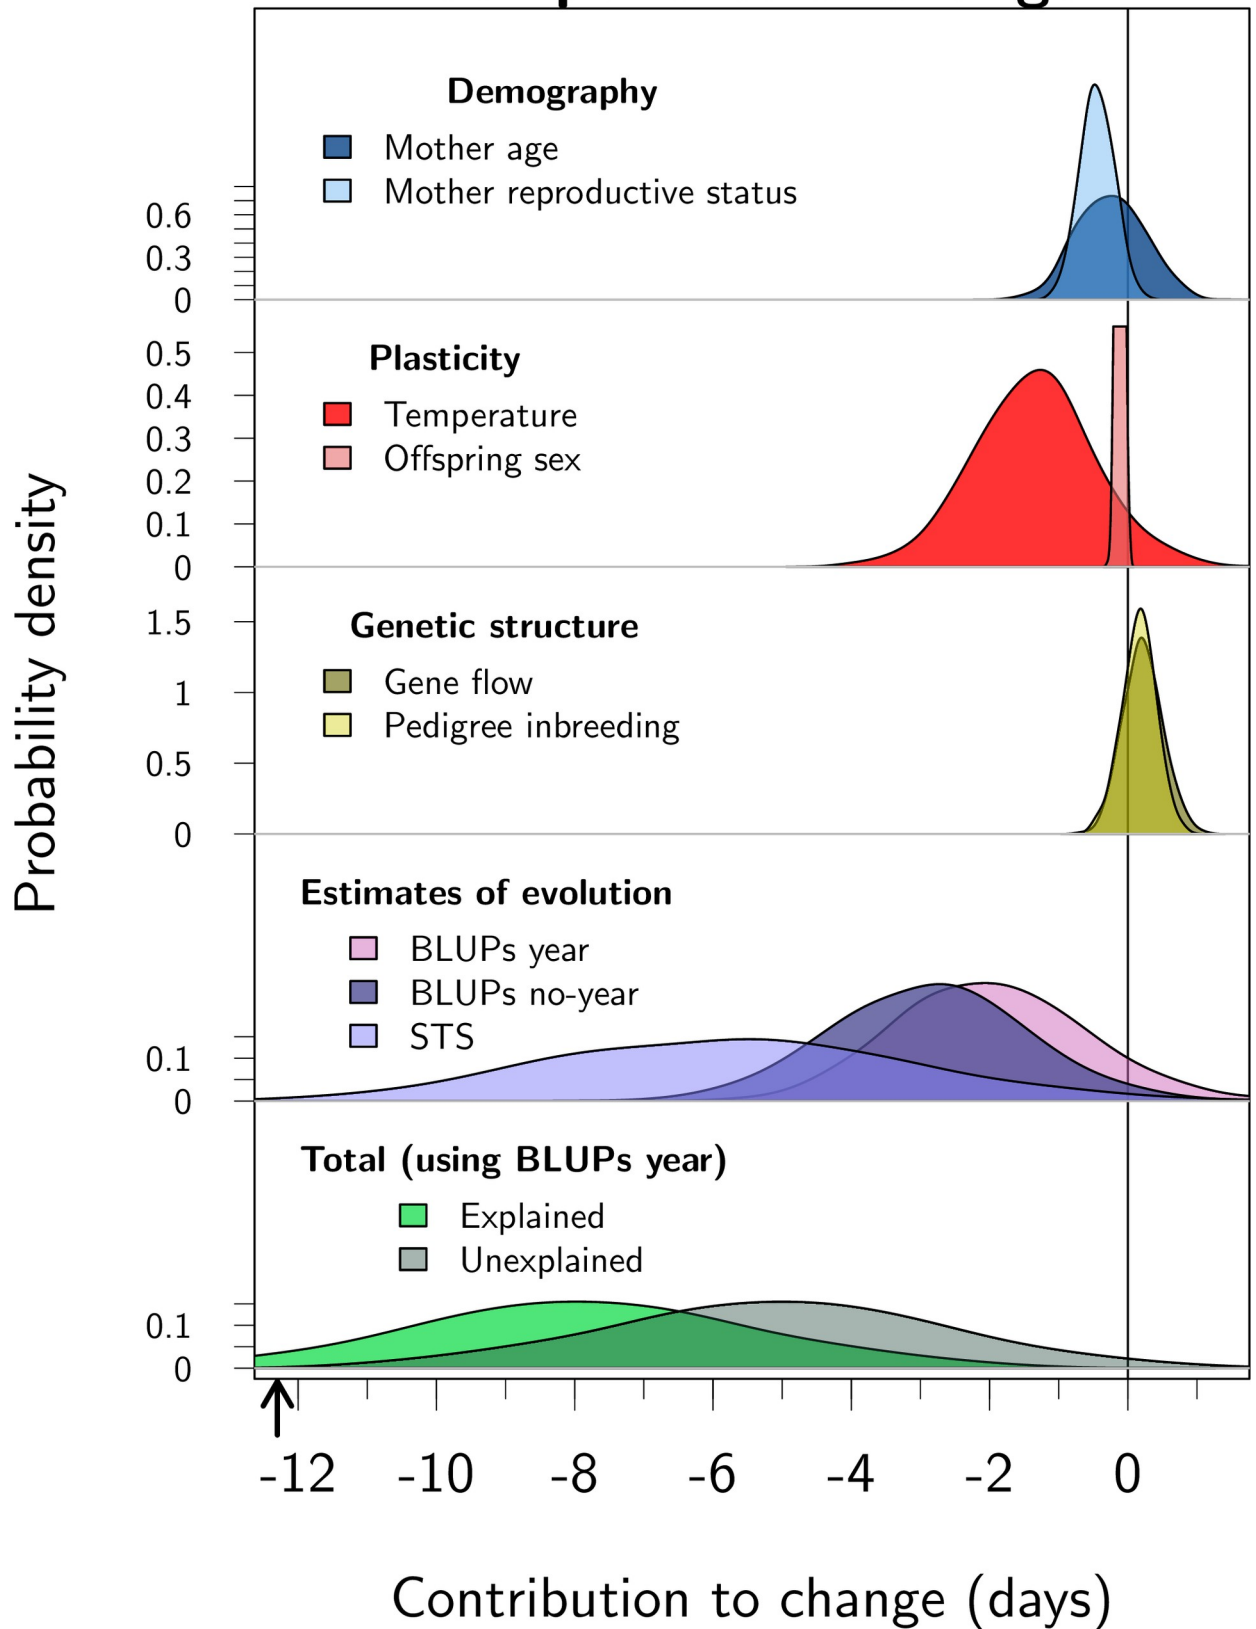 Demography
Mother age
Mother reproductive status
0.6
0.3
0
Plasticity
Temperature
Offspring sex
0.5
0.4
0.3
0.2
0.1
0
Genetic structure
Gene flow
Pedigree inbreeding
1.5
1
0.5
0
Estimates of evolution
BLUPs year
BLUPs no-year
STS
0.1
0
Total (using BLUPs year)
Explained
Unexplained
0.1
0
Probability density
-12 -10 -8 -6 -4 -2 0
Contribution to change (days)